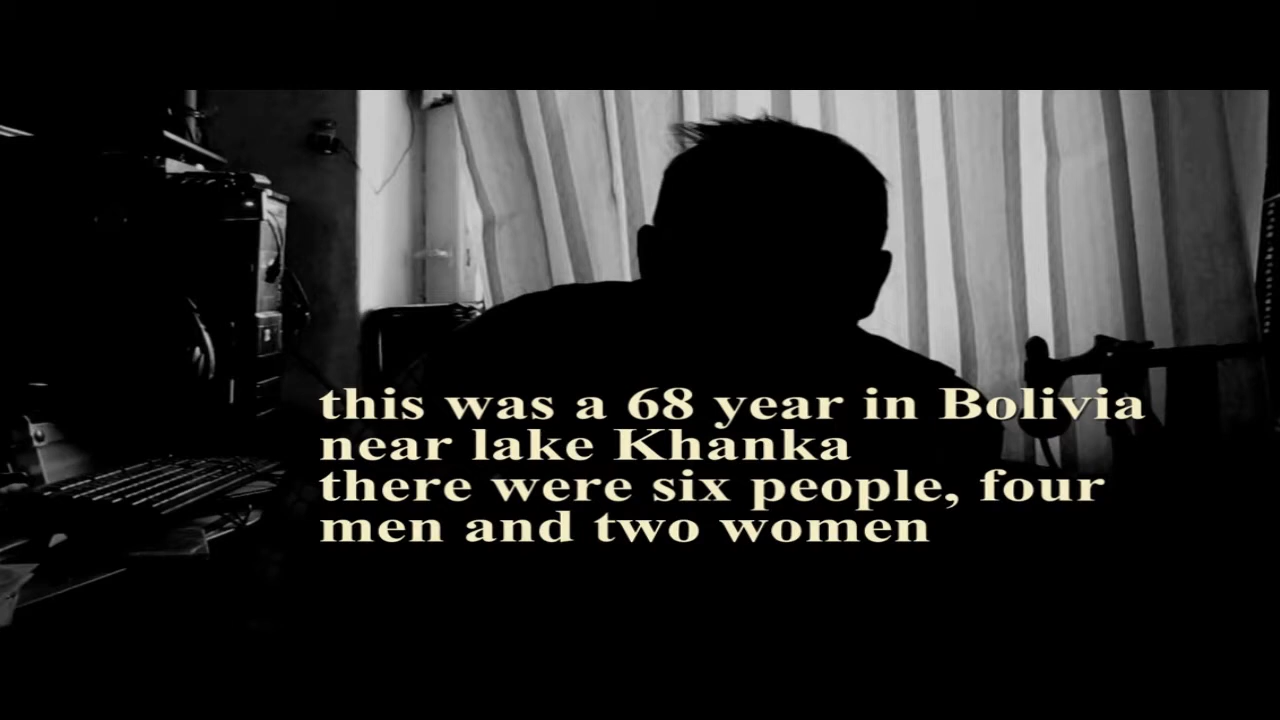 this was a 68 year in Bolivia
near lake Khanka
there were six people, four
men and two women